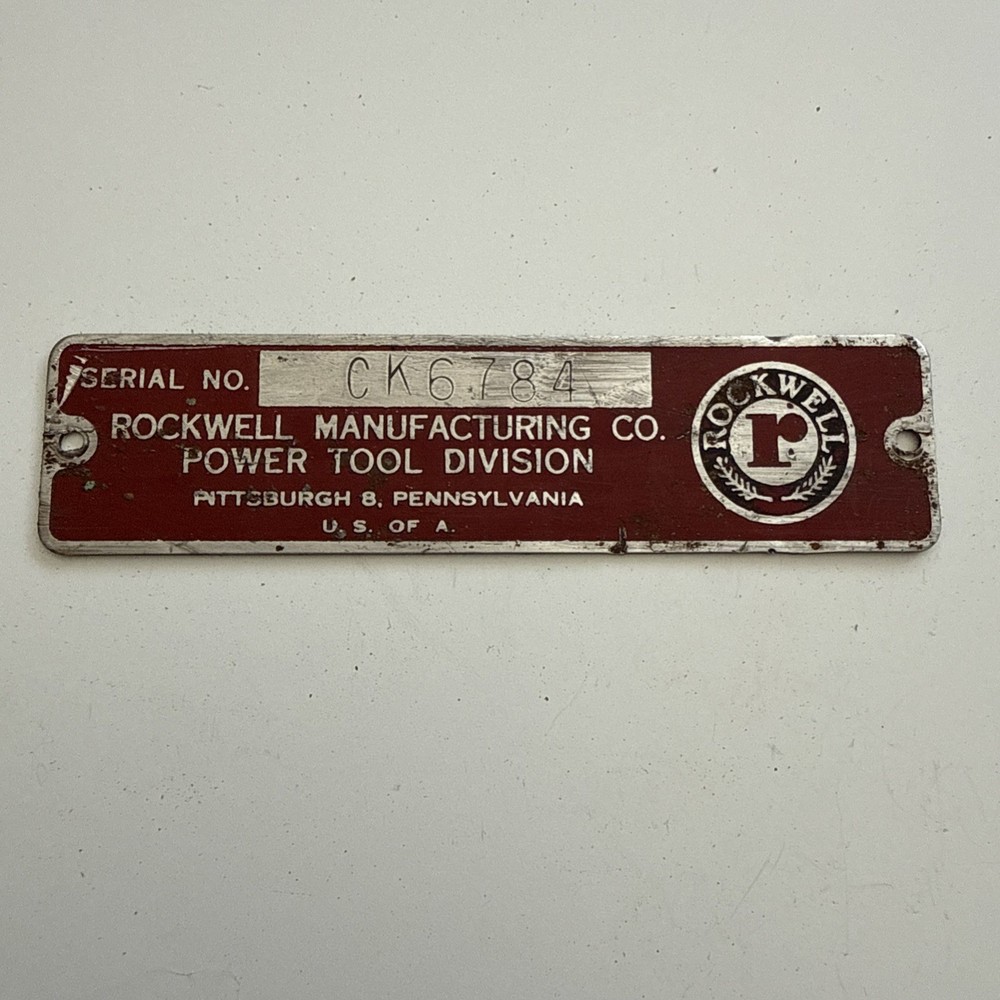 SERIAL NO. CK6784
ROCKWELL MANUFACTURING CO.
POWER TOOL DIVISION
PITTSBURGH 8, PENNSYLVANIA
U. S. OF A.
ROCKWELL
r